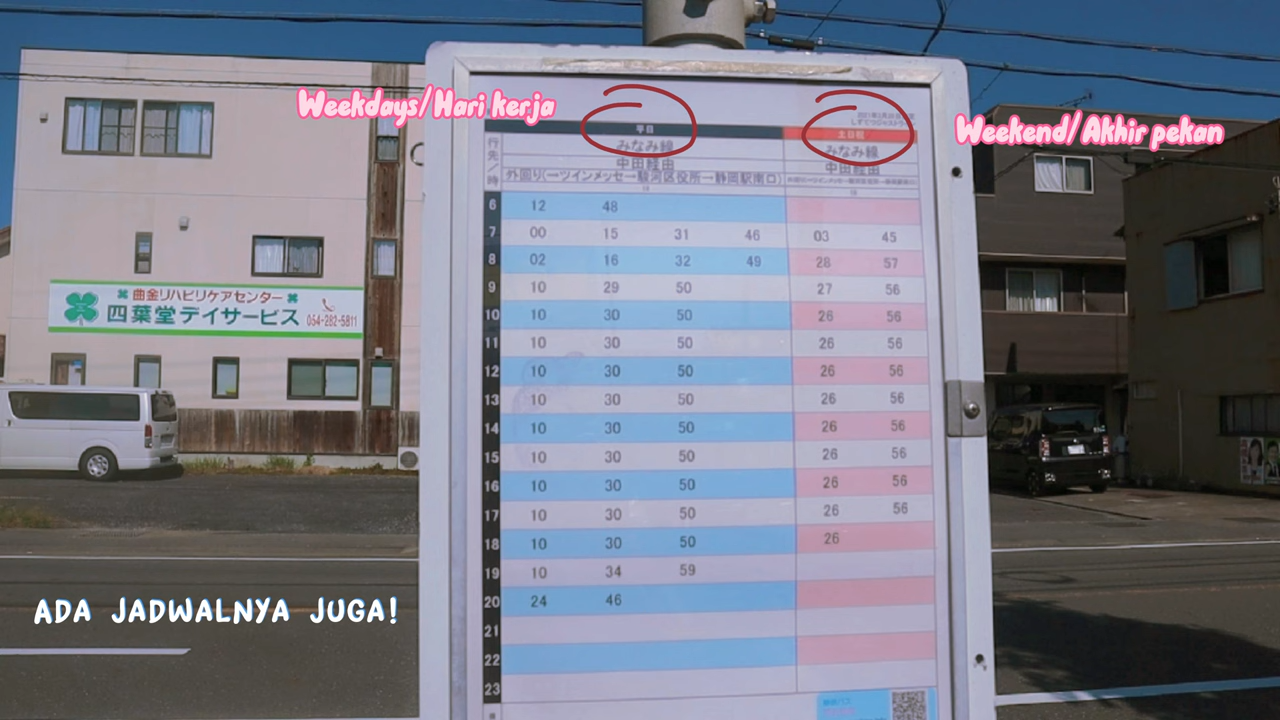 Weekdays/Hari kerja
Weekend/Akhir pekan
平日 土日祝
行先/時
みなみ線 みなみ線
中田経由 中田経由
外回り(→ツインメッセ→駿河区役所→静岡駅南口)
6 12 48
7 00 15 31 46 03 45
8 02 16 32 49 28 57
9 10 29 50 27 56
10 10 30 50 26 56
11 10 30 50 26 56
12 10 30 50 26 56
13 10 30 50 26 56
14 10 30 50 26 56
15 10 30 50 26 56
16 10 30 50 26 56
17 10 30 50 26 56
18 10 30 50 26
19 10 34 59
20 24 46
21
22
23
曲金リハビリケアセンター
四葉堂デイサービス 054-282-5811
ADA JADWALNYA JUGA!